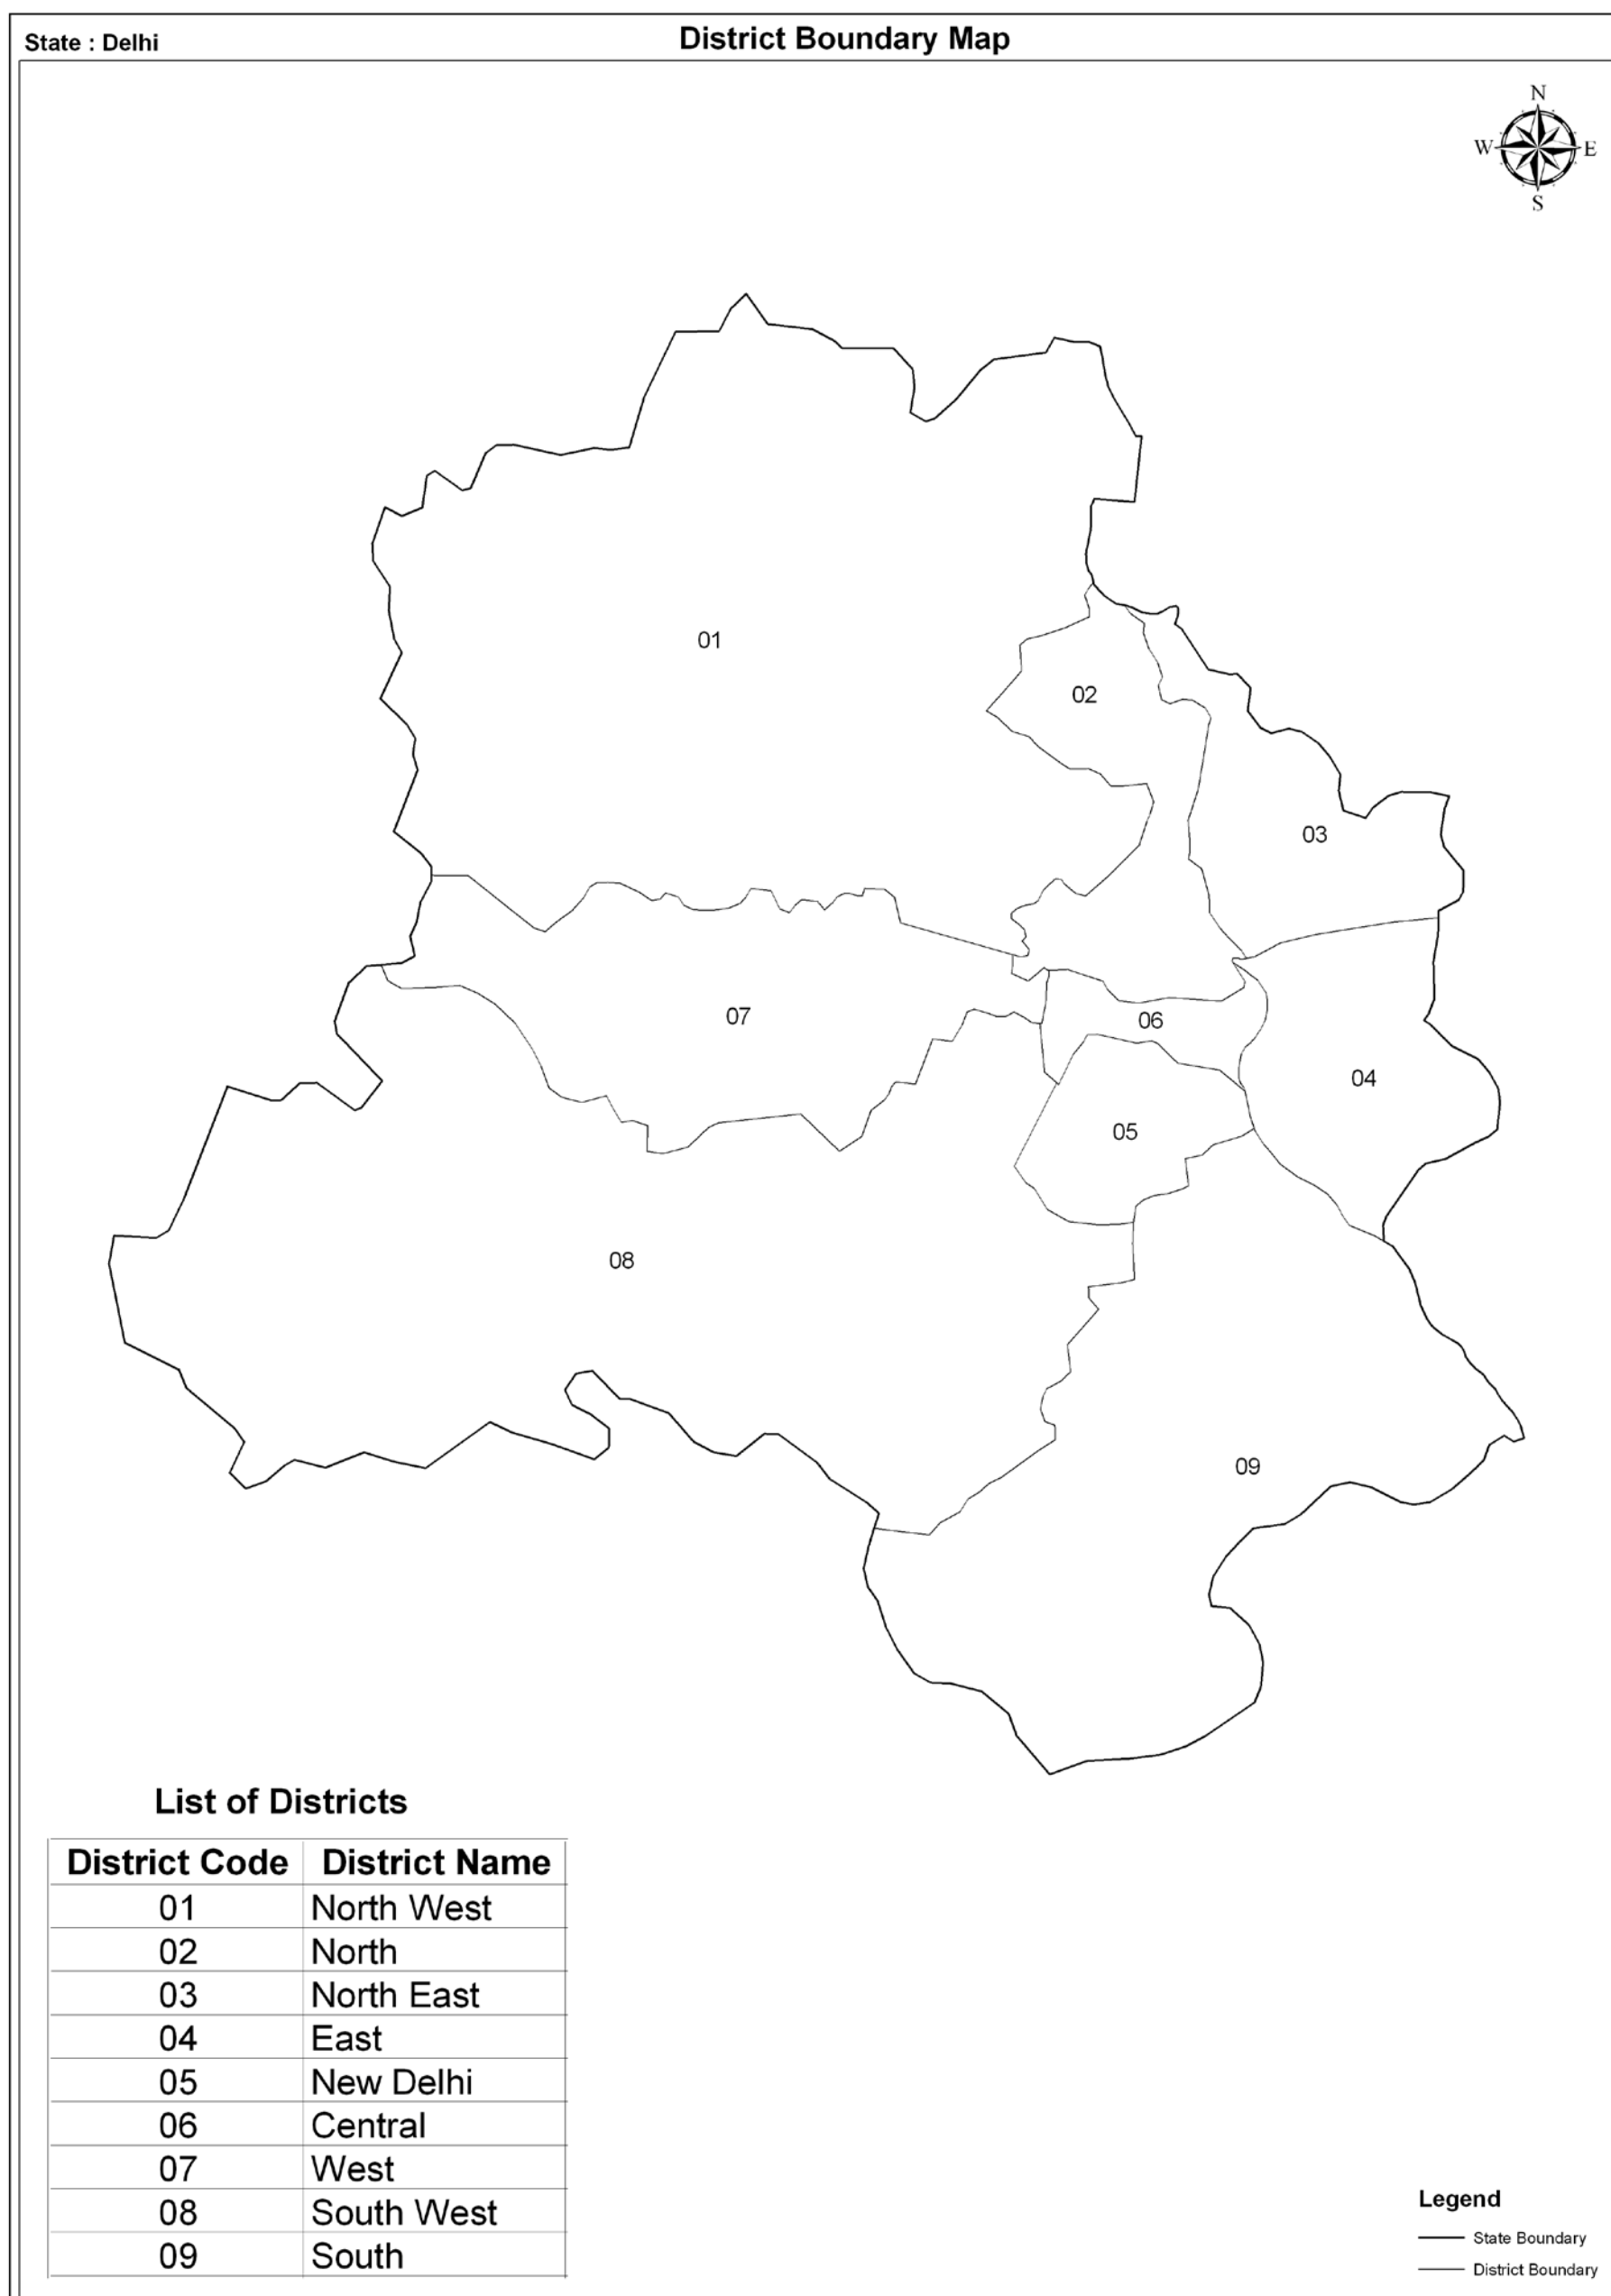 State : Delhi
District Boundary Map
N
W E
S
01
02
03
07
06
04
05
08
09
List of Districts
District Code District Name
01 North West
02 North
03 North East
04 East
05 New Delhi
06 Central
07 West
08 South West
09 South
Legend
State Boundary
District Boundary